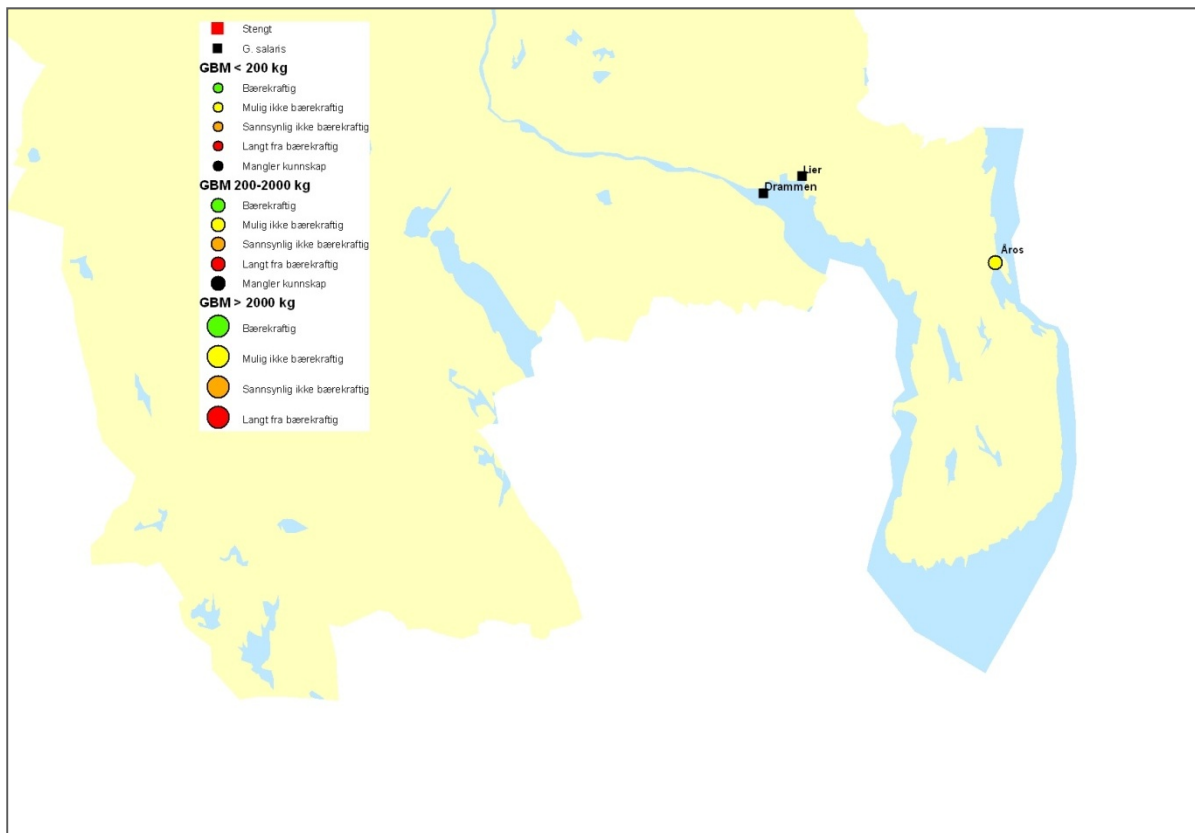 Stengt
G. salaris
GBM < 200 kg
Bærekraftig
Mulig ikke bærekraftig
Sannsynlig ikke bærekraftig
Langt fra bærekraftig
Mangler kunnskap
GBM 200-2000 kg
Bærekraftig
Mulig ikke bærekraftig
Sannsynlig ikke bærekraftig
Langt fra bærekraftig
Mangler kunnskap
GBM > 2000 kg
Bærekraftig
Mulig ikke bærekraftig
Sannsynlig ikke bærekraftig
Langt fra bærekraftig
Lier
Drammen
Åros